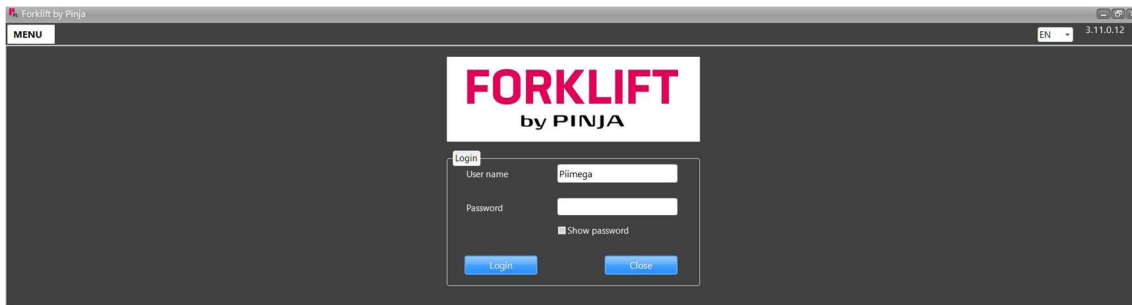 Forklift by Pinja
MENU
EN
3.11.0.12
FORKLIFT
by PINJA
Login
User name
Piimega
Password
Show password
Login
Close